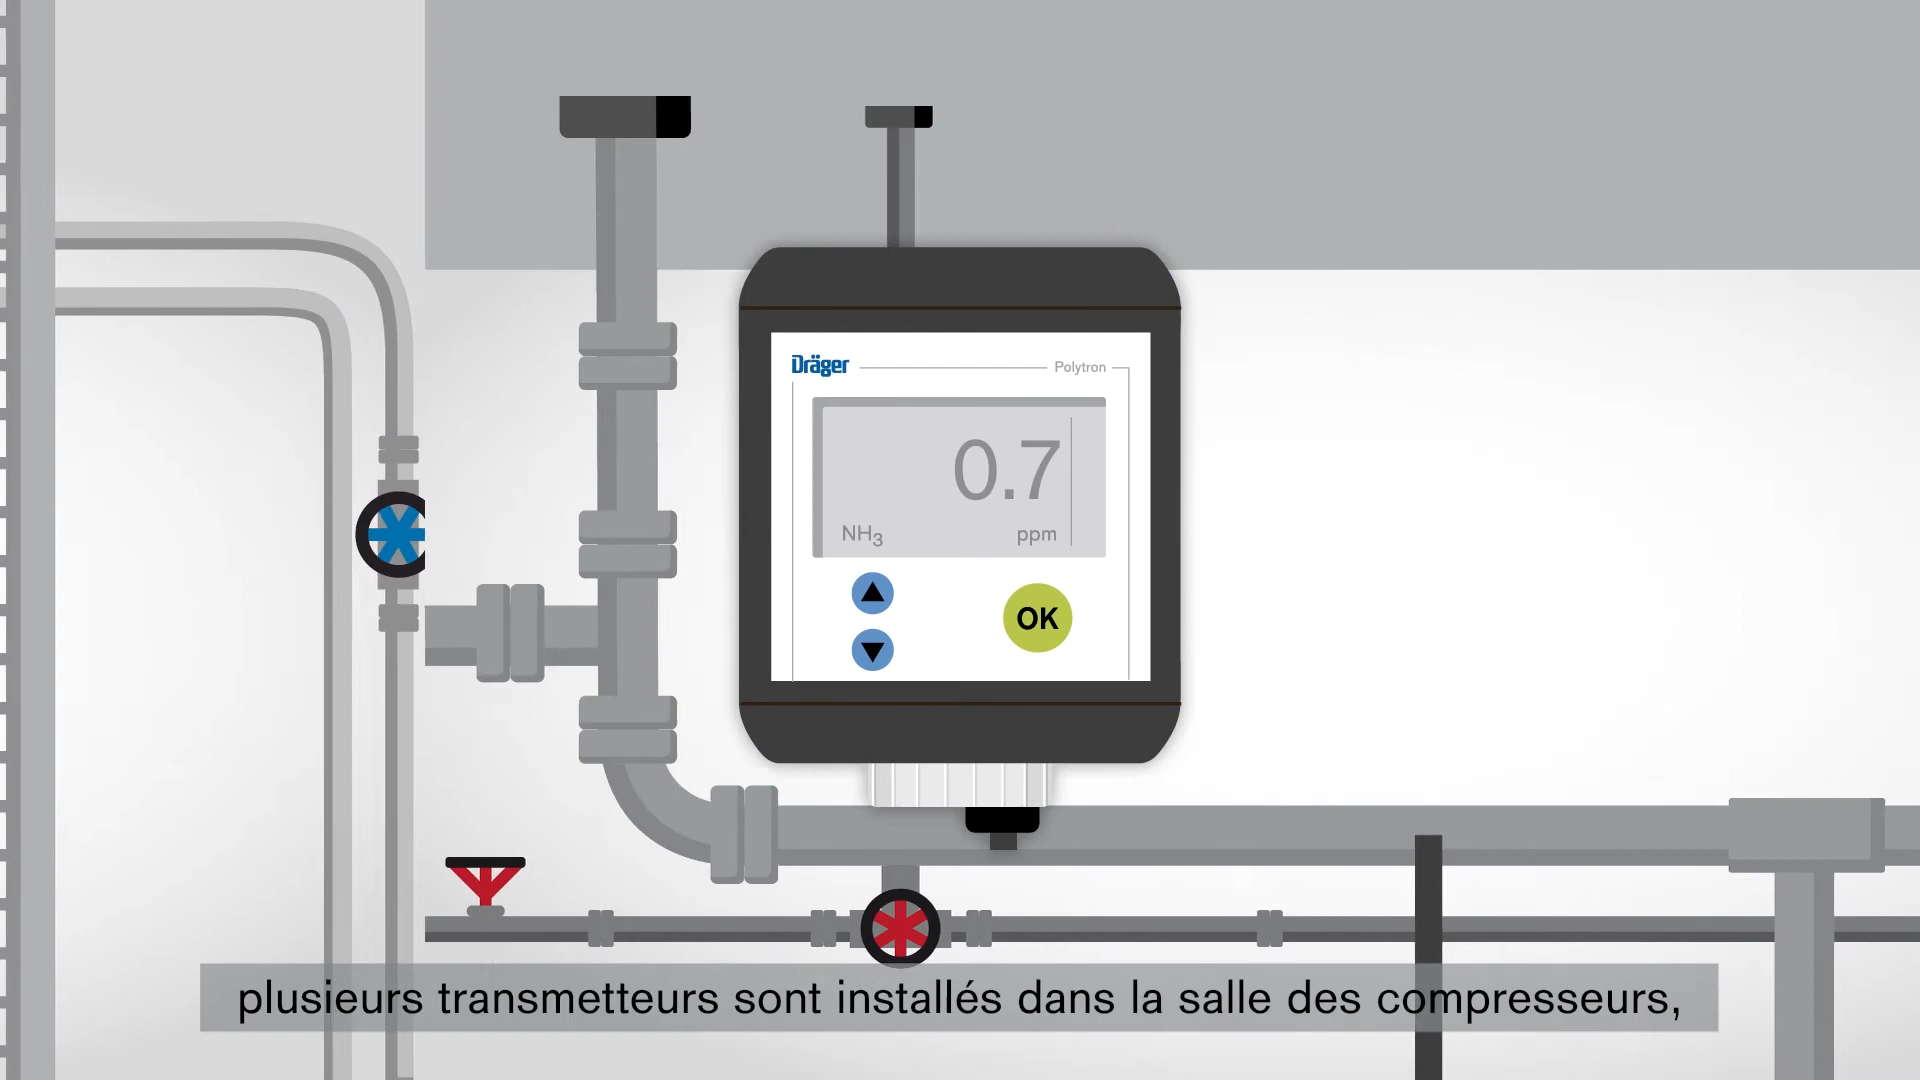 Dräger Polytron
0.7
NH₃ ppm
OK
plusieurs transmetteurs sont installés dans la salle des compresseurs,